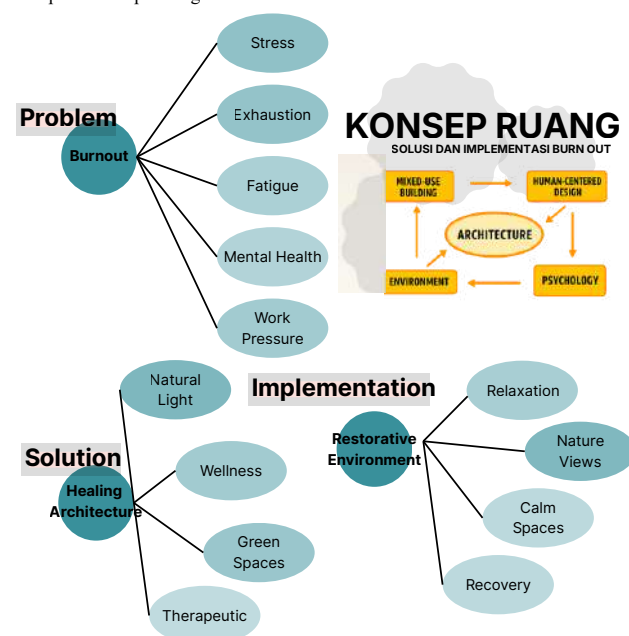 Stress
Problem
Exhaustion
Burnout
Fatigue
Mental Health
Work
Pressure
KONSEP RUANG
SOLUSI DAN IMPLEMENTASI BURN OUT
MIXED-USE
BUILDING
HUMAN-CENTERED
DESIGN
ARCHITECTURE
ENVIRONMENT
PSYCHOLOGY
Natural
Light
Solution
Wellness
Healing
Architecture
Green
Spaces
Therapeutic
Implementation
Relaxation
Restorative
Environment
Nature
Views
Calm
Spaces
Recovery